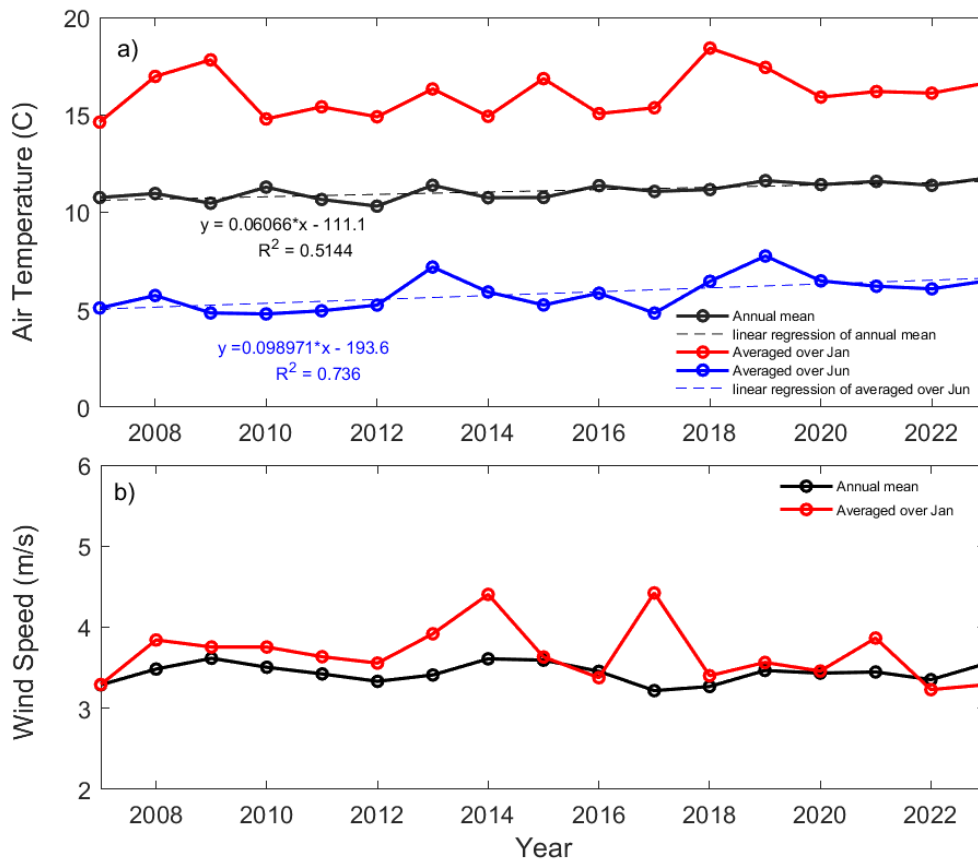 20
a)
15
Air Temperature (C)
10
y = 0.06066*x - 111.1
R² = 0.5144
5
y =0.098971*x - 193.6
R² = 0.736
Annual mean
linear regression of annual mean
Averaged over Jan
Averaged over Jun
linear regression of averaged over Jun
0
2008 2010 2012 2014 2016 2018 2020 2022
6
b)
Annual mean
Averaged over Jan
5
Wind Speed (m/s)
4
3
2
2008 2010 2012 2014 2016 2018 2020 2022
Year